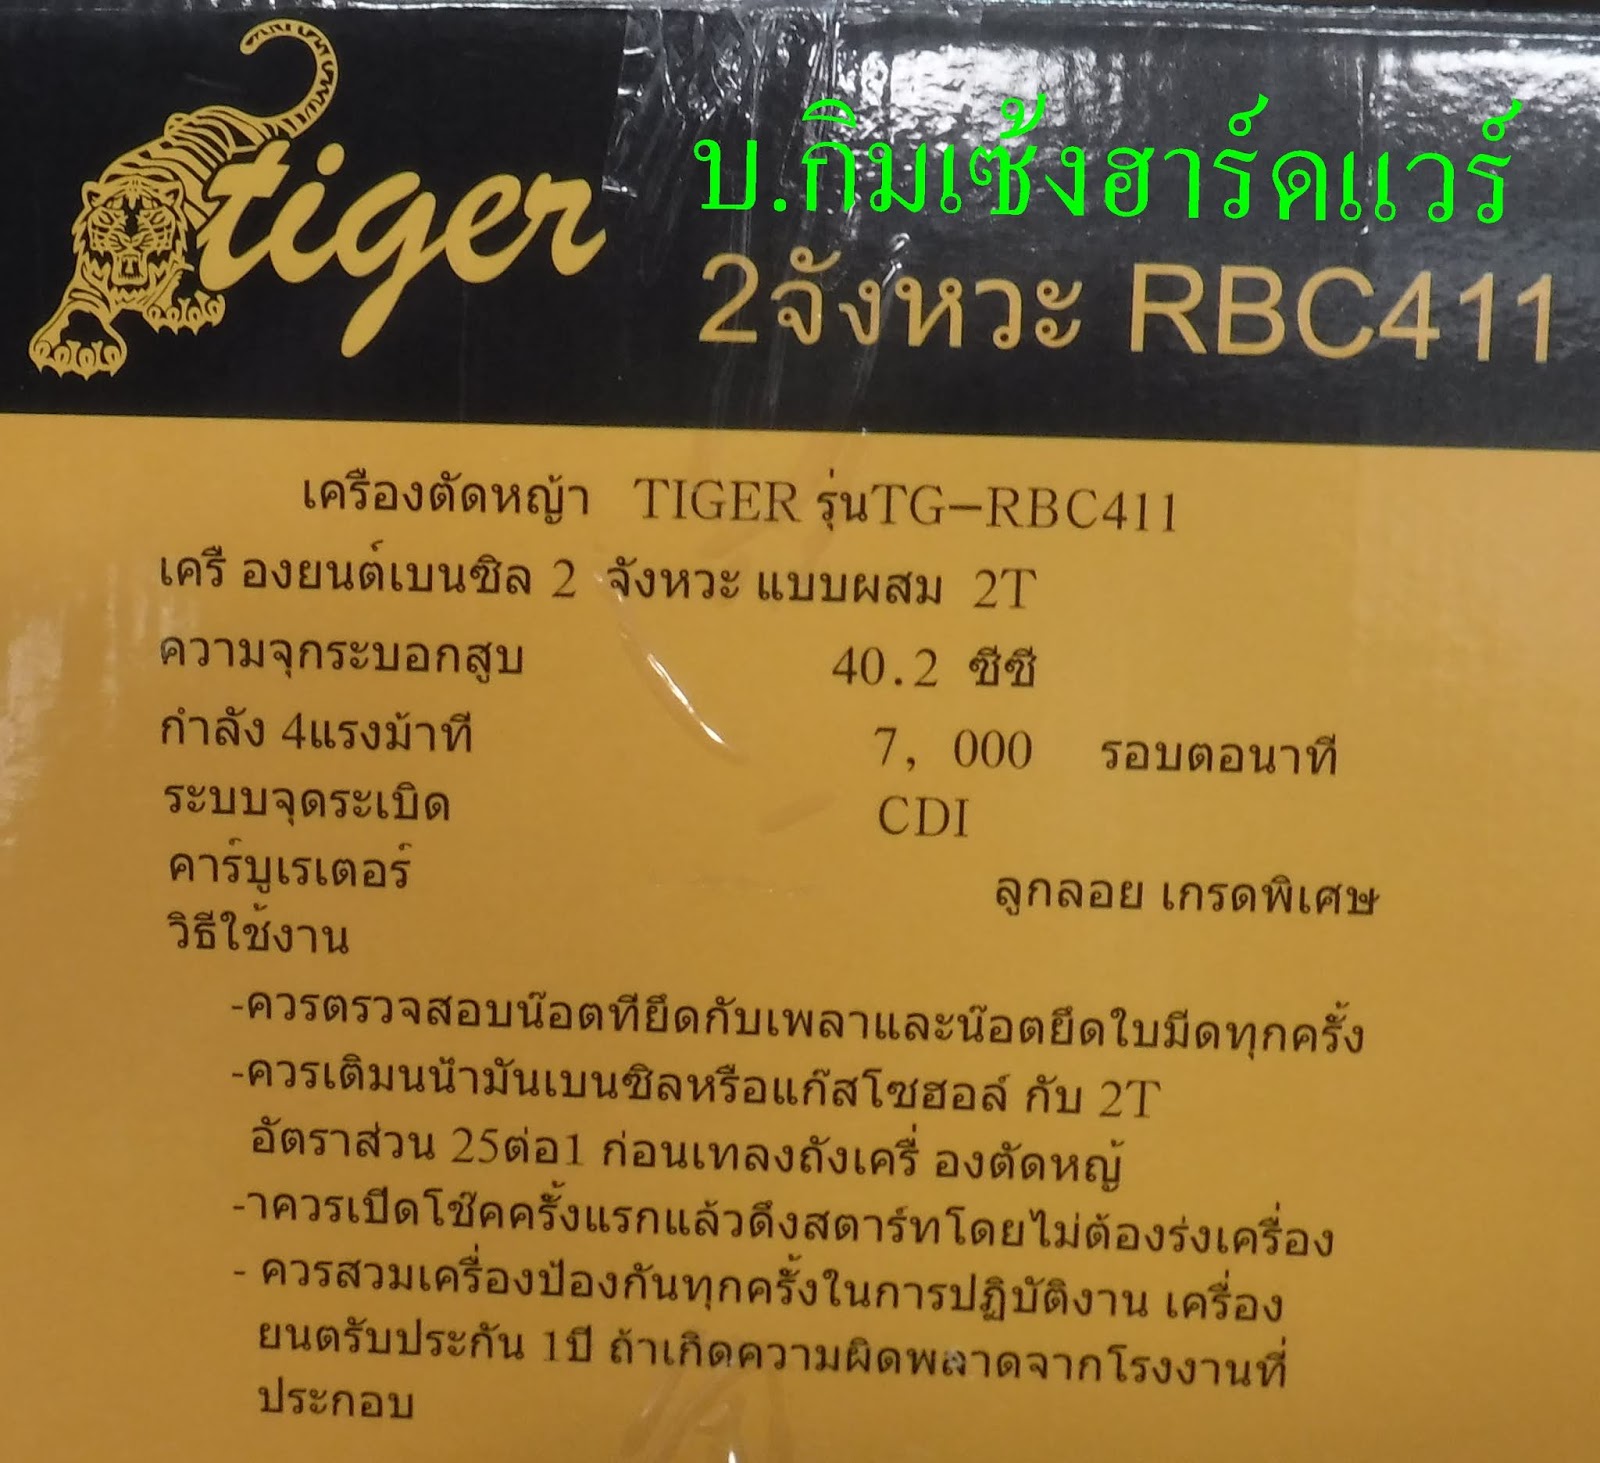 tiger
บ.กิมเซ้งฮาร์ดแวร์
2จังหวะ RBC411
เครืองตัดหญ้า TIGER รุ่นTG-RBC411
เครื องยนต์เบนซิล 2 จังหวะ แบบผสม 2T
ความจุกระบอกสูบ 40.2 ซีซี
กำลัง 4แรงม้าที 7, 000 รอบตอนาที
ระบบจุดระเบิด CDI
คาร์บูเรเตอร์ ลูกลอย เกรดพิเศษ
วิธีใช้งาน
-ควรตรวจสอบน๊อตทียึดกับเพลาและน๊อตยึดใบมีดทุกครั้ง
-ควรเติมนน้ำมันเบนซิลหรือแก๊สโซฮอล์ กับ 2T
อัตราส่วน 25ต่อ1 ก่อนเทลงถังเครื่ องตัดหญ้
-าควรเปีดโช๊คครั้งแรกแล้วดึงสตาร์ทโดยไม่ต้องร่งเครื่อง
- ควรสวมเครื่องป้องกันทุกครั้งในการปฏิบัติงาน เครื่อง
ยนตรับประกัน 1ปี ถ้าเกิดความผิดพลาดจากโรงงานที่
ประกอบ